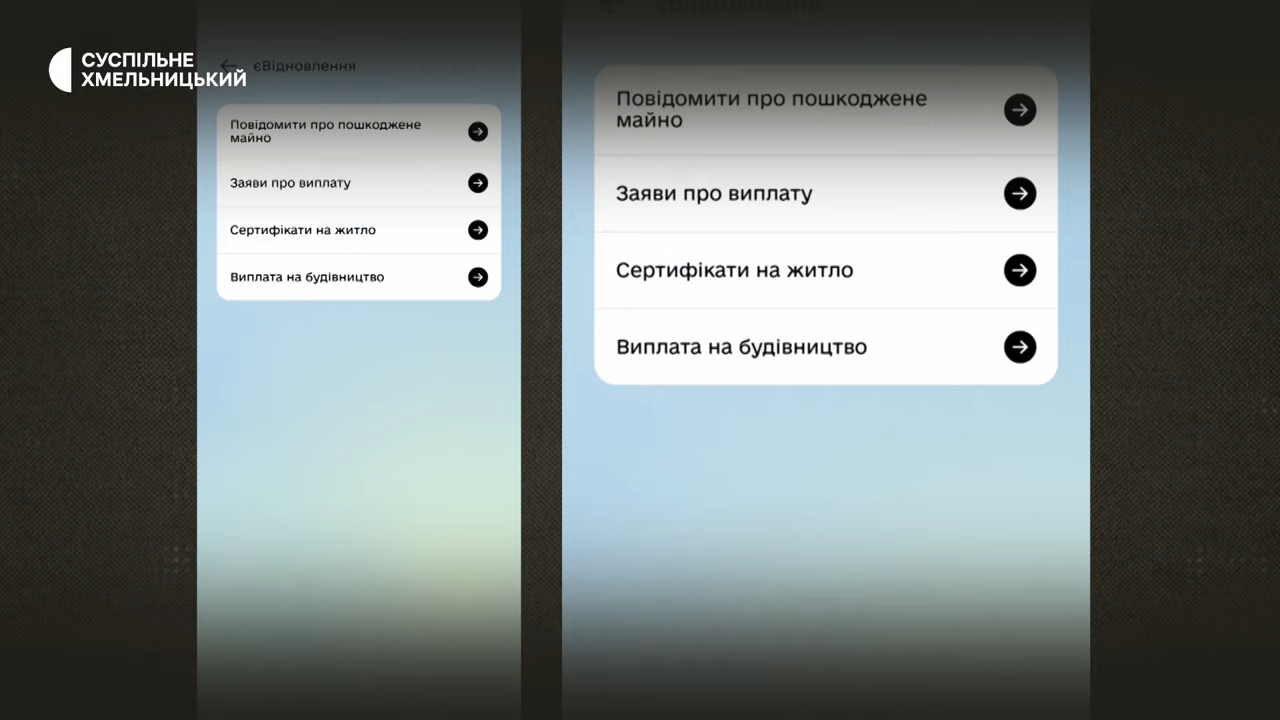 СУСПІЛЬНЕ
ХМЕЛЬНИЦЬКИЙ
єВідновлення
Повідомити про пошкоджене
майно
Заяви про виплату
Сертифікати на житло
Виплата на будівництво
єВідновлення
Повідомити про пошкоджене
майно
Заяви про виплату
Сертифікати на житло
Виплата на будівництво